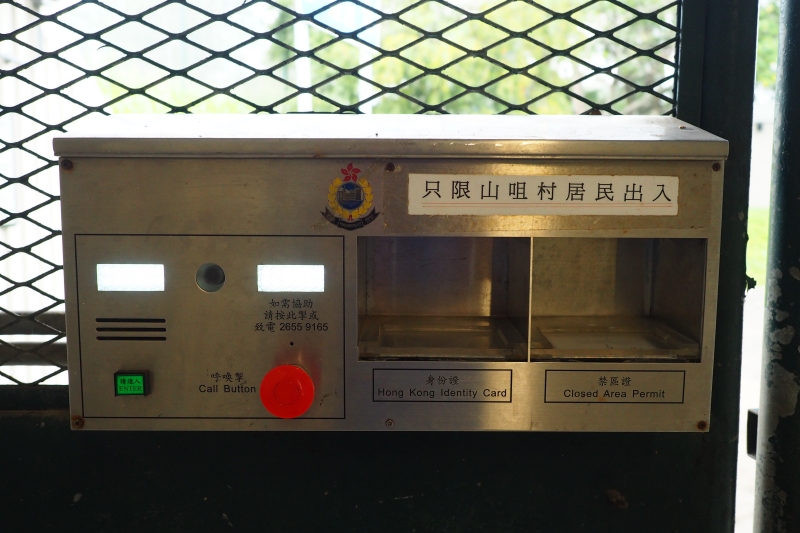 只限山咀村居民出入
如需協助
請按此掣或
致電 2655 9165
請進入
ENTER
呼喚掣
Call Button
身份證
Hong Kong Identity Card
禁區證
Closed Area Permit